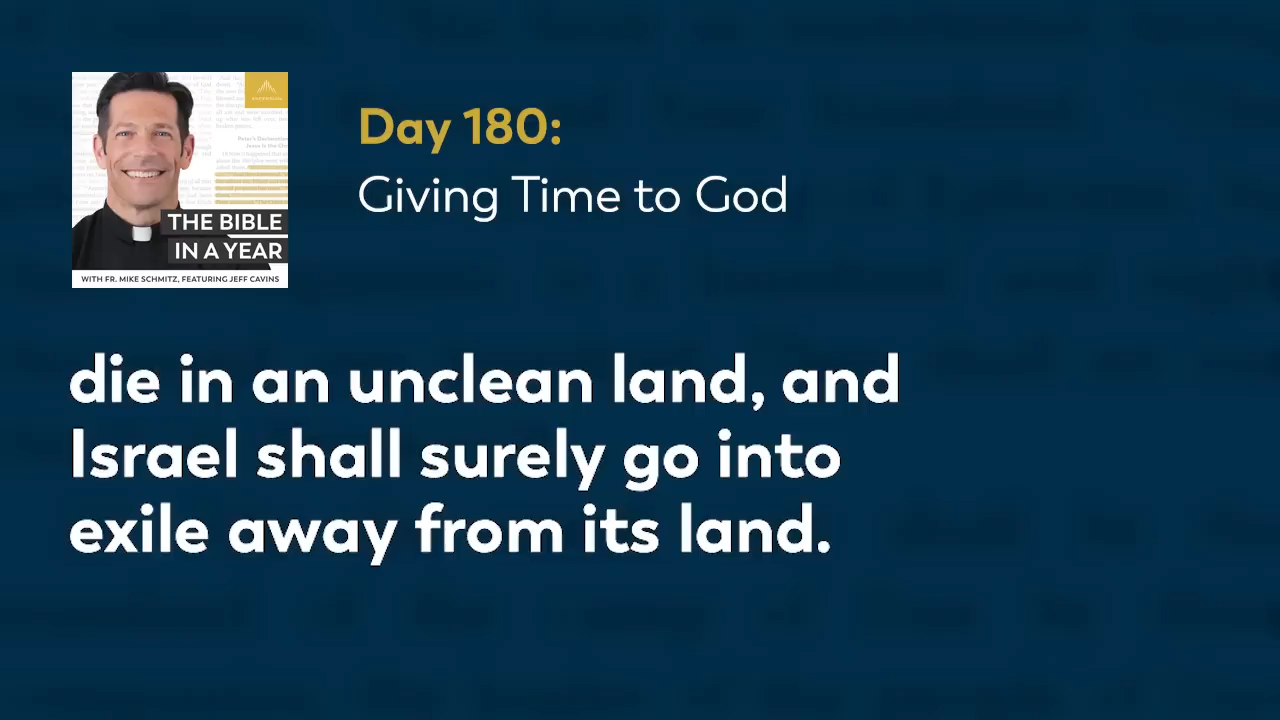 Day 180:
Giving Time to God
THE BIBLE
IN A YEAR
WITH FR. MIKE SCHMITZ, FEATURING JEFF CAVINS
die in an unclean land, and
Israel shall surely go into
exile away from its land.